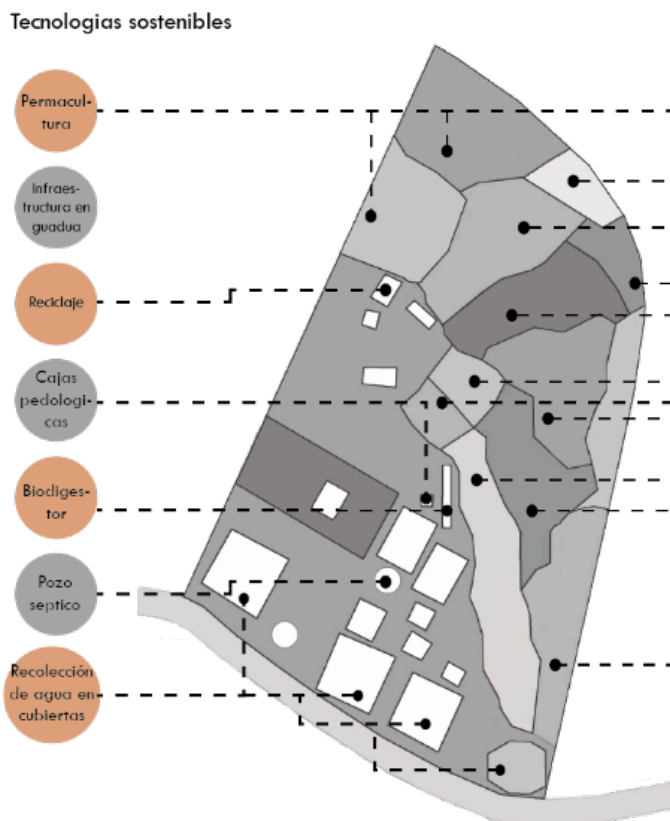 Tecnologias sostenibles
Permacul-
tura
Infraes-
tructura en
guadua
Reciclaje
Cajas
pedologi-
cas
Biodiges-
tor
Pozo
septico
Recolección
de agua en
cubiertas